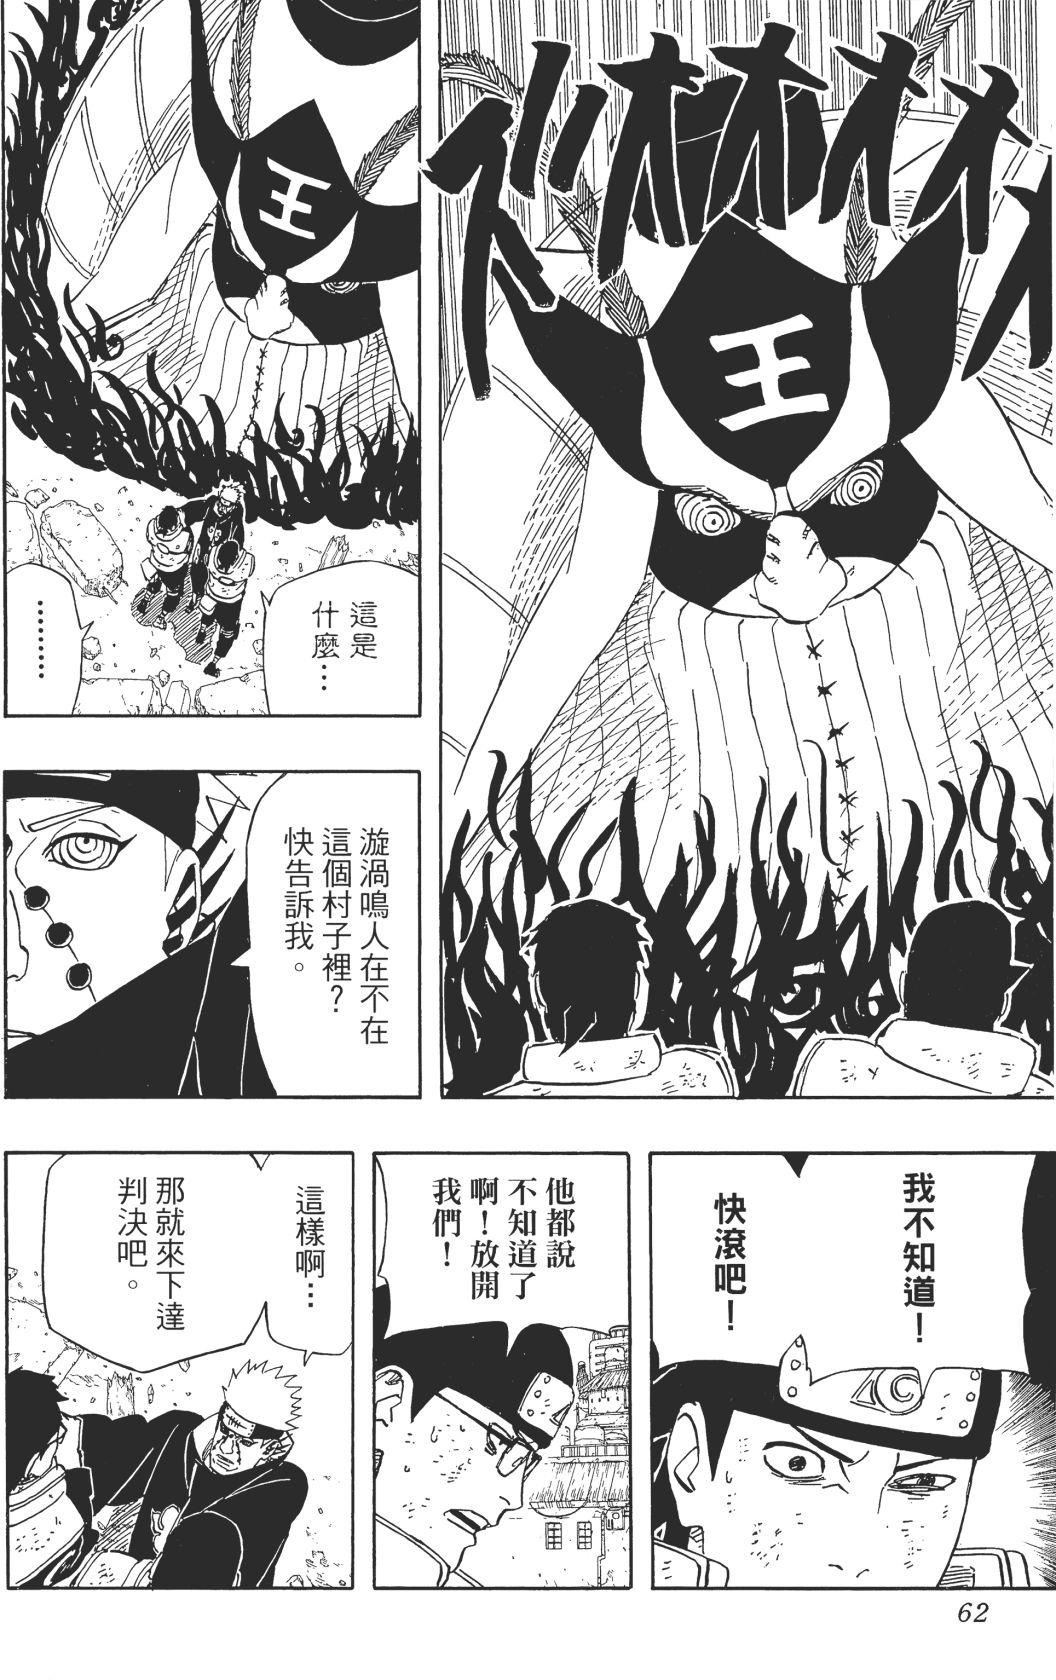 ズオオオオオ
王
王
這是
什麼…
………
漩渦鳴人在不在
這個村子裡?
快告訴我。
我不知道!
快滾吧!
他都說
不知道了
啊!放開
我們!
這樣啊…
那就來下達
判決吧。
62